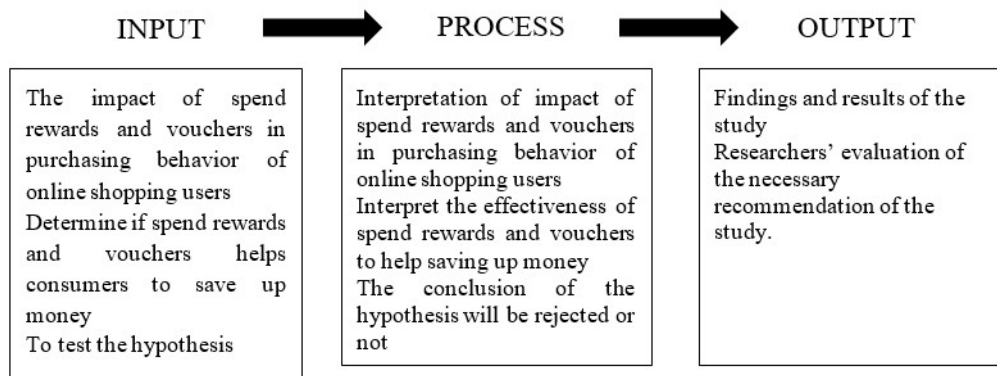 INPUT
PROCESS
OUTPUT
The impact of spend
rewards and vouchers in
purchasing behavior of
online shopping users
Determine if spend rewards
and vouchers helps
consumers to save up
money
To test the hypothesis
Interpretation of impact of
spend rewards and vouchers
in purchasing behavior of
online shopping users
Interpret the effectiveness of
spend rewards and vouchers
to help saving up money
The conclusion of the
hypothesis will be rejected or
not
Findings and results of the
study
Researchers’ evaluation of
the necessary
recommendation of the
study.